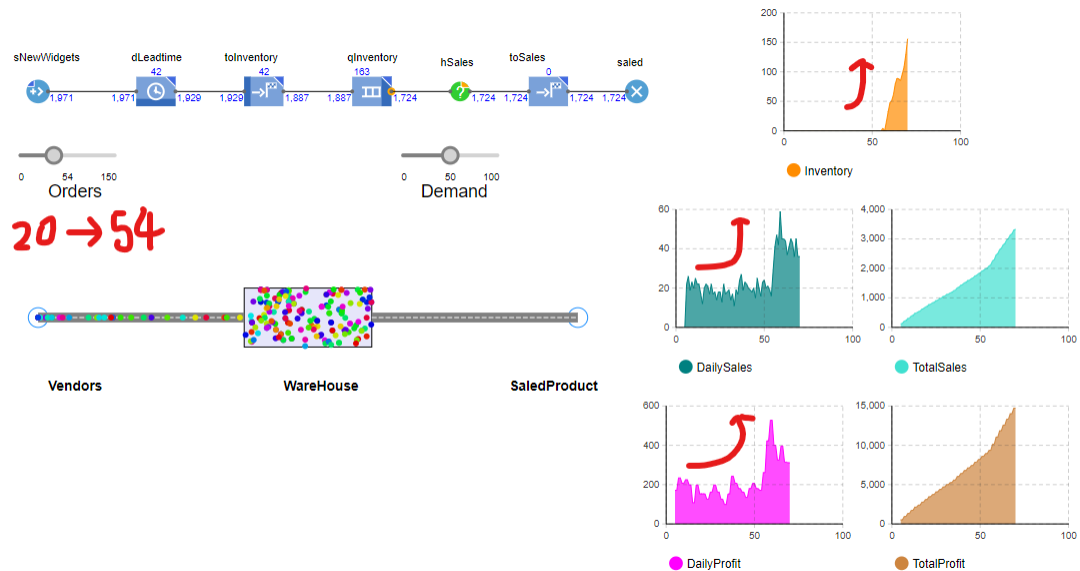 sNewWidgets dLeadtime toInventory qInventory hSales toSales saled
42 42 163 0
1,971 1,971 1,929 1,929 1,887 1,887 1,724 1,724 1,724 1,724 1,724
0 54 150
Orders
0 50 100
Demand
20→54
Vendors WareHouse SaledProduct
200
150
100
50
0
0 50 100
Inventory
60
40
20
0
0 50 100
DailySales
4,000
3,000
2,000
1,000
0
0 50 100
TotalSales
600
400
200
0
0 50 100
DailyProfit
15,000
10,000
5,000
0
0 50 100
TotalProfit